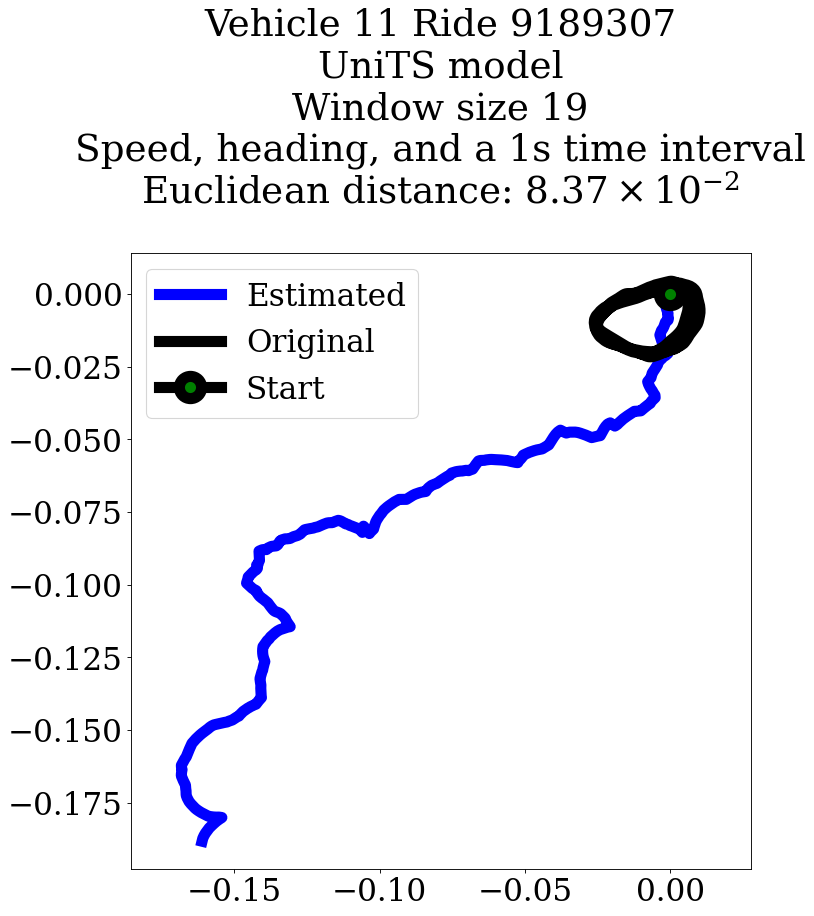 Vehicle 11 Ride 9189307
UniTS model
Window size 19
Speed, heading, and a 1s time interval
Euclidean distance: 8.37 × 10⁻²
Estimated
Original
Start
0.000
−0.025
−0.050
−0.075
−0.100
−0.125
−0.150
−0.175
−0.15 −0.10 −0.05 0.00